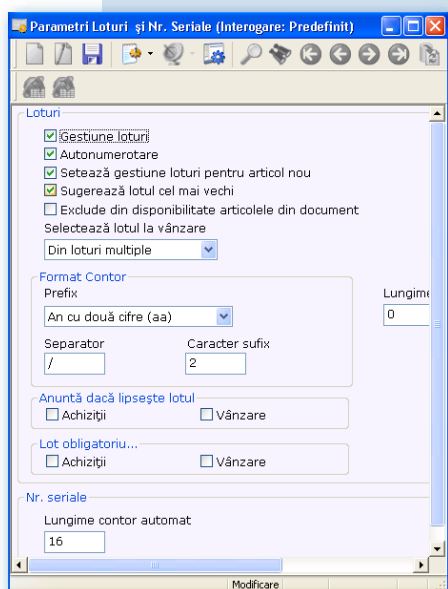 Parametri Loturi și Nr. Seriale (Interogare: Predefinit)
Loturi
Gestiune loturi
Autonumerotare
Setează gestiune loturi pentru articol nou
Sugerează lotul cel mai vechi
Exclude din disponibilitate articolele din document
Selectează lotul la vânzare
Din loturi multiple
Format Contor
Prefix
Lungime
An cu două cifre (aa)
0
Separator Caracter sufix
/ 2
Anunță dacă lipsește lotul
Achiziții Vânzare
Lot obligatoriu...
Achiziții Vânzare
Nr. seriale
Lungime contor automat
16
Modificare